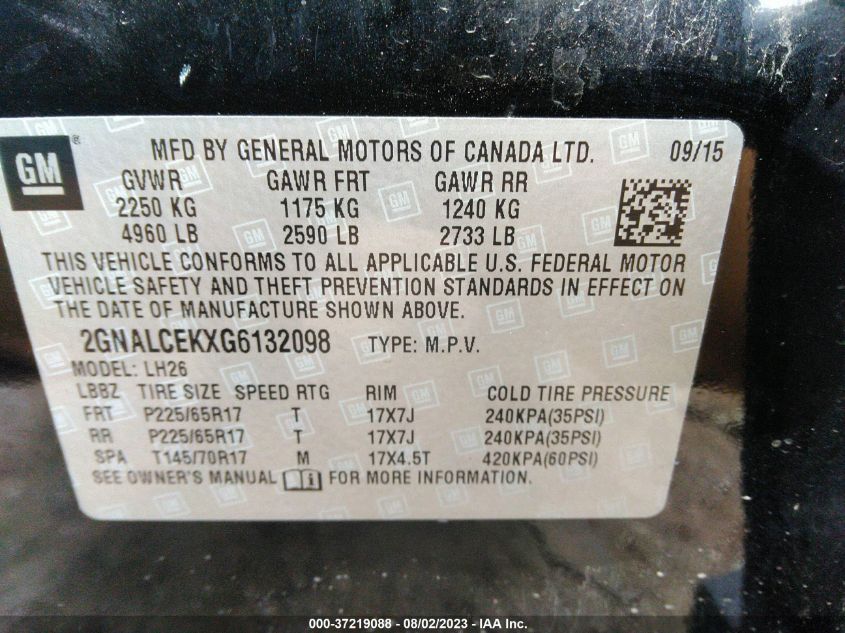 GM ® MFD BY GENERAL MOTORS OF CANADA LTD. 09/15
GVWR GAWR FRT GAWR RR
2250 KG 1175 KG 1240 KG
4960 LB 2590 LB 2733 LB
THIS VEHICLE CONFORMS TO ALL APPLICABLE U.S. FEDERAL MOTOR
VEHICLE SAFETY AND THEFT PREVENTION STANDARDS IN EFFECT ON
THE DATE OF MANUFACTURE SHOWN ABOVE.
2GNALCEKXG6132098 TYPE: M.P.V.
MODEL: LH26
LBBZ TIRE SIZE SPEED RTG RIM COLD TIRE PRESSURE
FRT P225/65R17 T 17X7J 240KPA(35PSI)
RR P225/65R17 T 17X7J 240KPA(35PSI)
SPA T145/70R17 M 17X4.5T 420KPA(60PSI)
SEE OWNER'S MANUAL i FOR MORE INFORMATION.
000-37219088 - 08/02/2023 - IAA Inc.